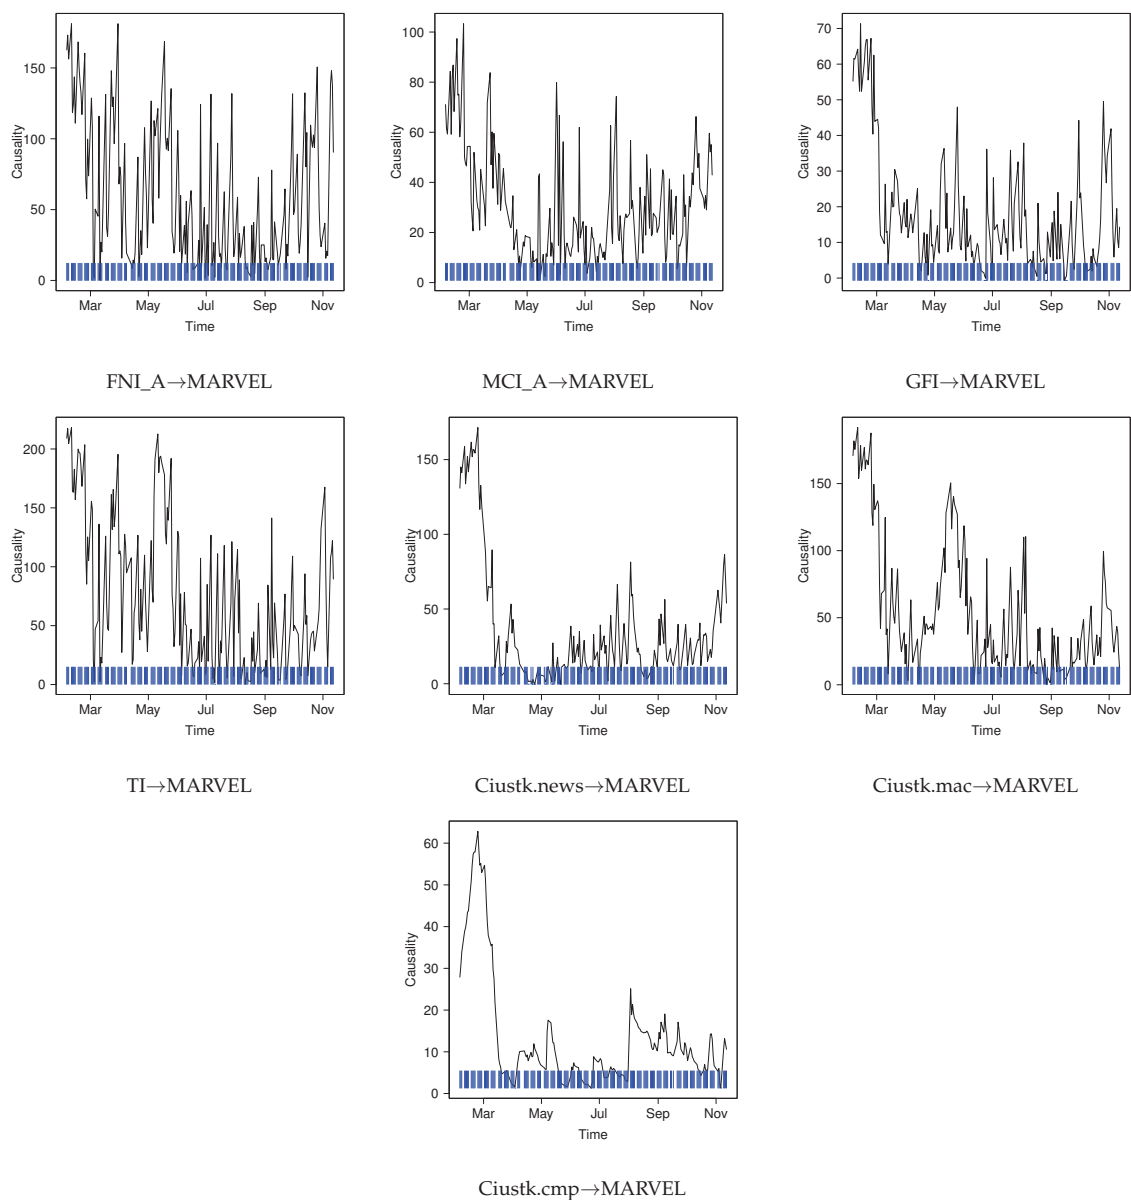 Causality
150
100
50
0
Mar May Jul Sep Nov
Time
FNI_A→MARVEL
Causality
100
80
60
40
20
0
Mar May Jul Sep Nov
Time
MCI_A→MARVEL
Causality
70
60
50
40
30
20
10
0
Mar May Jul Sep Nov
Time
GFI→MARVEL
Causality
200
150
100
50
0
Mar May Jul Sep Nov
Time
TI→MARVEL
Causality
150
100
50
0
Mar May Jul Sep Nov
Time
Ciustk.news→MARVEL
Causality
150
100
50
0
Mar May Jul Sep Nov
Time
Ciustk.mac→MARVEL
Causality
60
50
40
30
20
10
0
Mar May Jul Sep Nov
Time
Ciustk.cmp→MARVEL